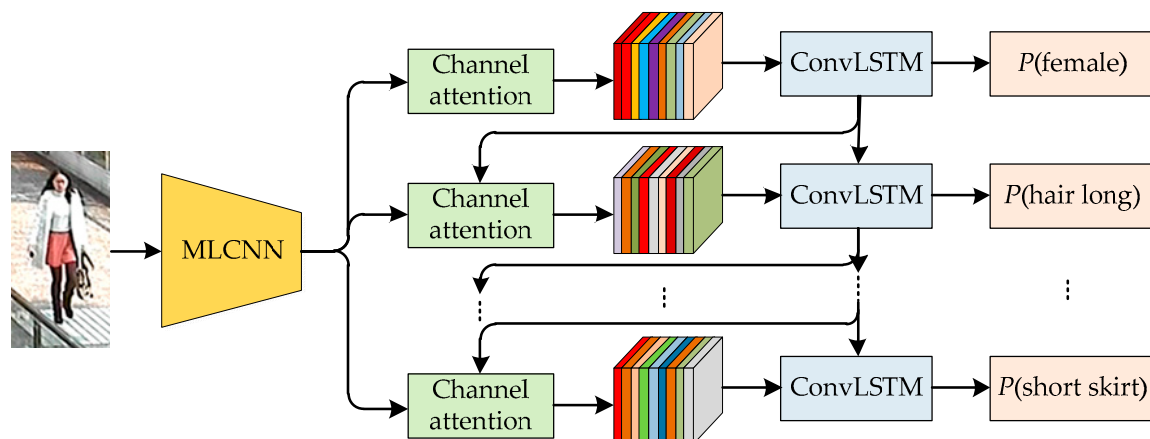 Channel
attention
ConvLSTM
P(female)
MLCNN
Channel
attention
ConvLSTM
P(hair long)
Channel
attention
ConvLSTM
P(short skirt)